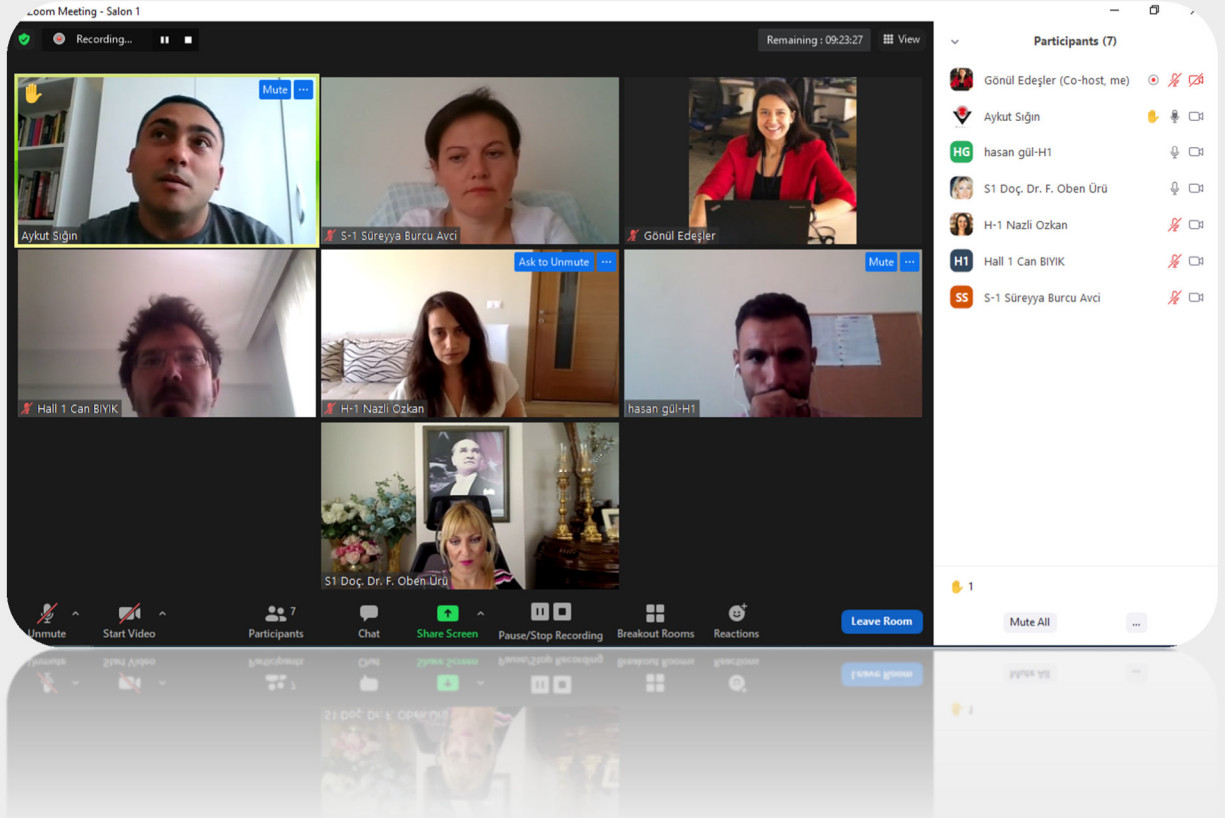 Zoom Meeting - Salon 1
Recording...
Remaining : 09:23:27
View
Mute
...
Aykut Sığın
S-1 Süreyya Burcu Avci
Gönül Edeşler
Ask to Unmute
...
Mute
...
Hall 1 Can BIYIK
H-1 Nazli Ozkan
hasan gül-H1
S1 Doç. Dr. F. Oben Ürü
Unmute
Start Video
7
Participants
Chat
Share Screen
Pause/Stop Recording
Breakout Rooms
Reactions
Leave Room
Participants (7)
Gönül Edeşler (Co-host, me)
Aykut Sığın
HG hasan gül-H1
S1 Doç. Dr. F. Oben Ürü
H-1 Nazli Ozkan
H1 Hall 1 Can BIYIK
SS S-1 Süreyya Burcu Avci
1
Mute All
...